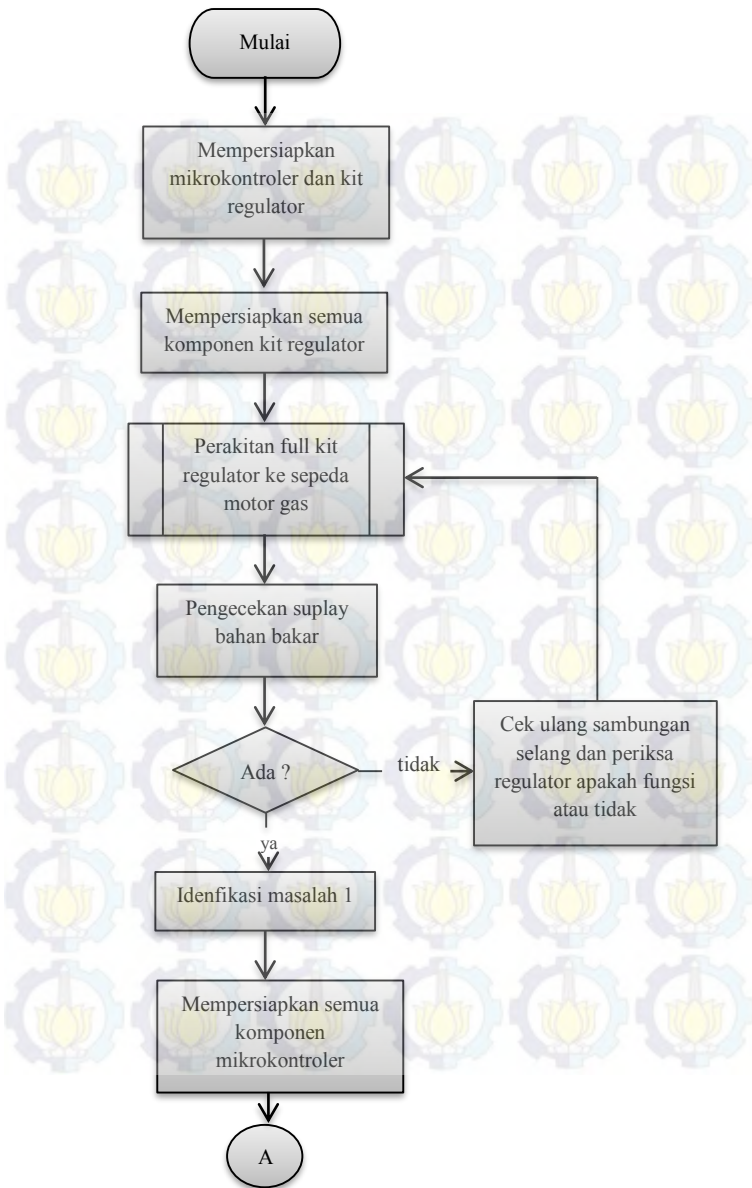 Mulai
Mempersiapkan
mikrokontroler dan kit
regulator
Mempersiapkan semua
komponen kit regulator
Perakitan full kit
regulator ke sepeda
motor gas
Pengecekan suplay
bahan bakar
Ada ?
tidak
Cek ulang sambungan
selang dan periksa
regulator apakah fungsi
atau tidak
ya
Idenfikasi masalah 1
Mempersiapkan semua
komponen
mikrokontroler
A